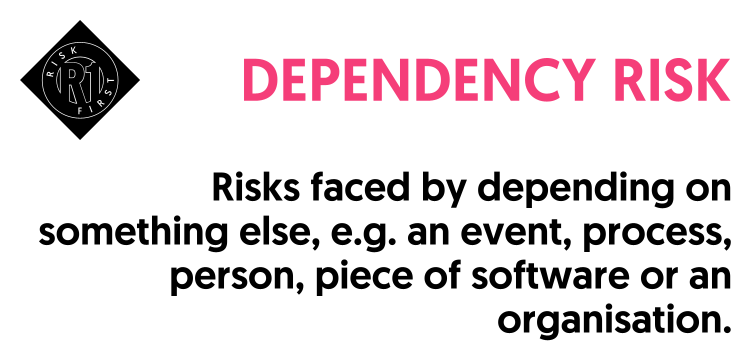 RISK
R1
FIRST
DEPENDENCY RISK
Risks faced by depending on
something else, e.g. an event, process,
person, piece of software or an
organisation.